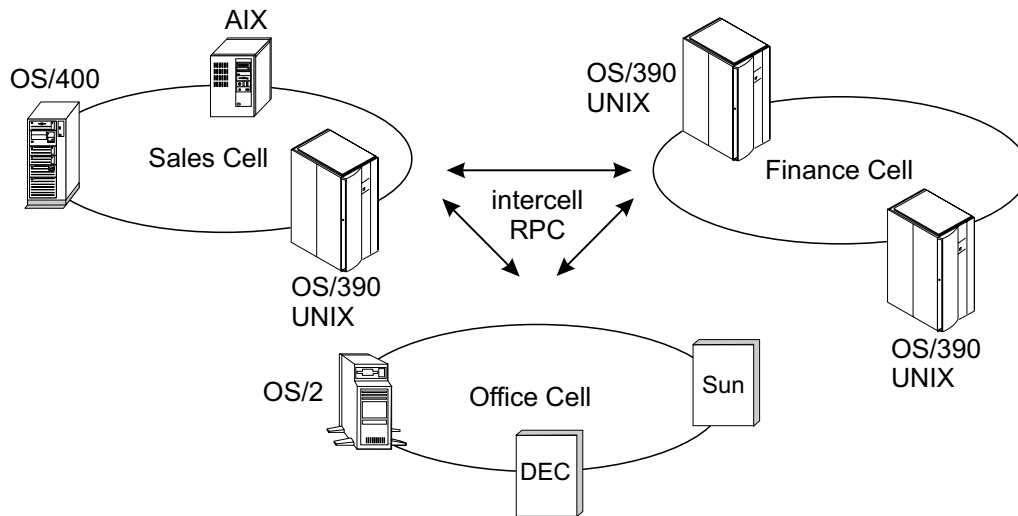 AIX
OS/400
Sales Cell
OS/390
UNIX
OS/390
UNIX
Finance Cell
OS/390
UNIX
intercell
RPC
OS/2
Office Cell
Sun
DEC